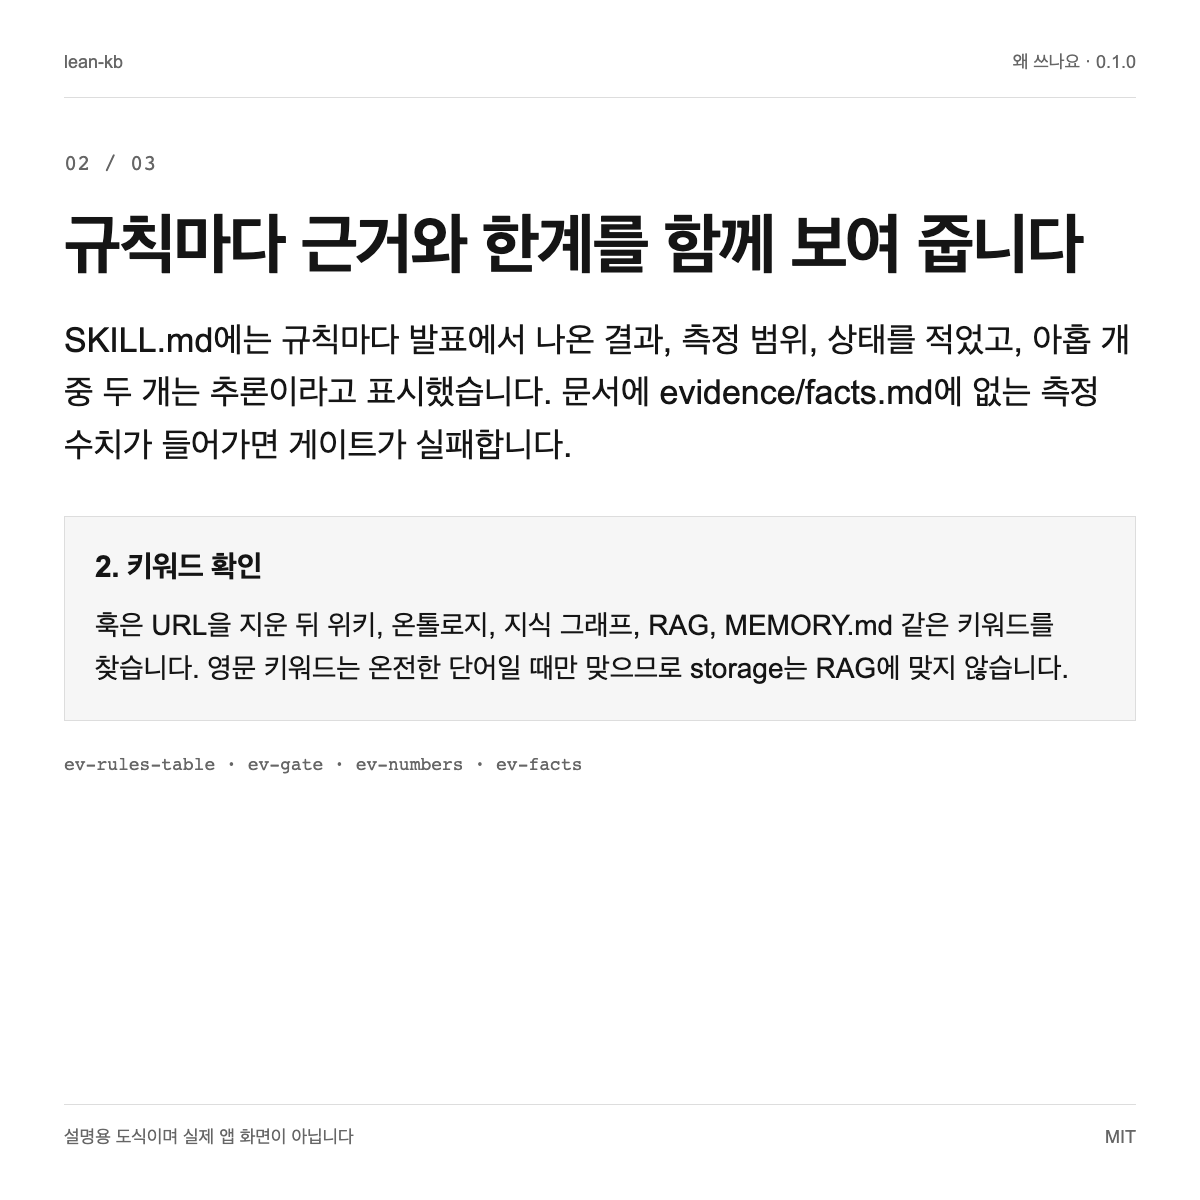 lean-kb
왜 쓰나요 · 0.1.0
02 / 03
규칙마다 근거와 한계를 함께 보여 줍니다
SKILL.md에는 규칙마다 발표에서 나온 결과, 측정 범위, 상태를 적었고, 아홉 개
중 두 개는 추론이라고 표시했습니다. 문서에 evidence/facts.md에 없는 측정
수치가 들어가면 게이트가 실패합니다.
2. 키워드 확인
훅은 URL을 지운 뒤 위키, 온톨로지, 지식 그래프, RAG, MEMORY.md 같은 키워드를
찾습니다. 영문 키워드는 온전한 단어일 때만 맞으므로 storage는 RAG에 맞지 않습니다.
ev-rules-table · ev-gate · ev-numbers · ev-facts
설명용 도식이며 실제 앱 화면이 아닙니다
MIT